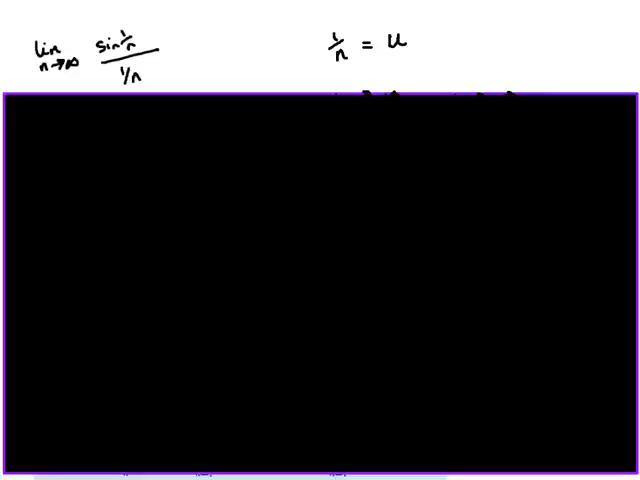 lim n→∞ sin 1/n / 1/n
1/n = u